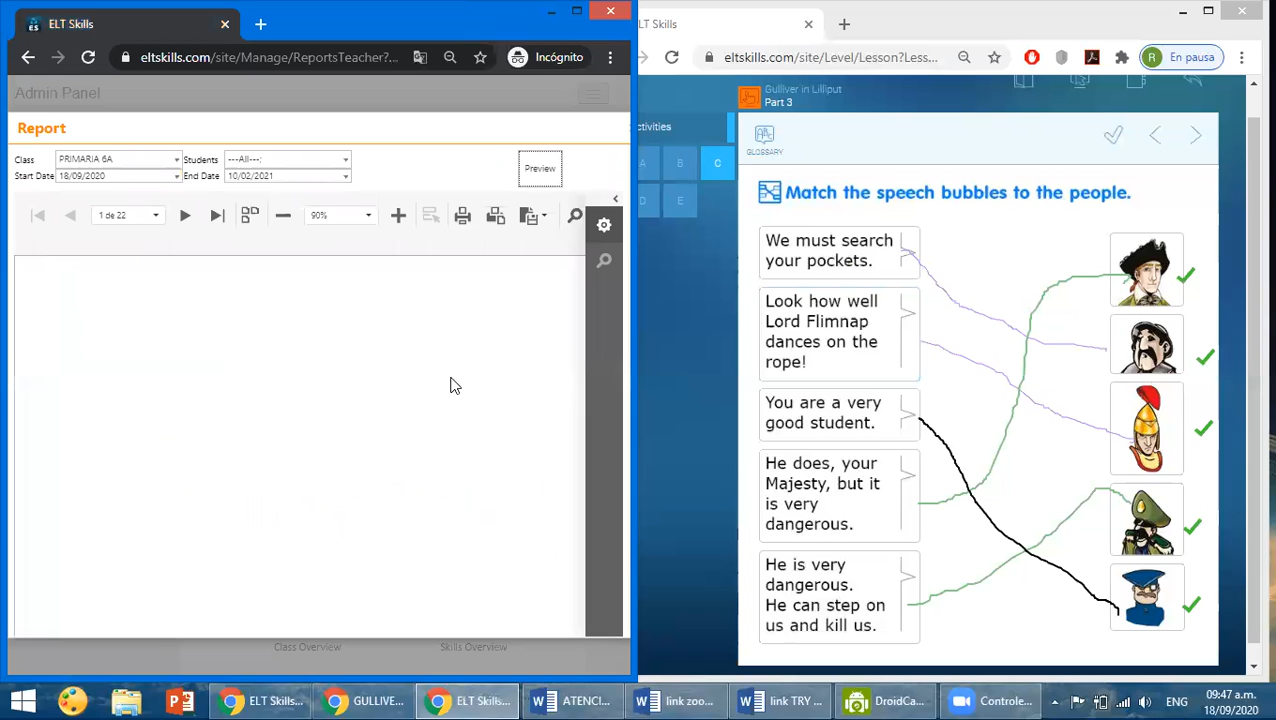 ELT Skills
eltskills.com/site/Manage/ReportsTeacher?...
Incógnito
Admin Panel
Report
Class
PRIMARIA 6A
Students
---All---;
Start Date
18/09/2020
End Date
10/02/2021
Preview
1 de 22
90%
Class Overview
Skills Overview
LT Skills
eltskills.com/site/Level/Lesson?Less...
R
En pausa
Gulliver in Lilliput
Part 3
ctivities
A
B
C
D
E
ABC
GLOSSARY
Match the speech bubbles to the people.
We must search
your pockets.
Look how well
Lord Flimnap
dances on the
rope!
You are a very
good student.
He does, your
Majesty, but it
is very
dangerous.
He is very
dangerous.
He can step on
us and kill us.
ELT Skills...
GULLIVE...
ELT Skills...
ATENCI...
link zoo...
link TRY ...
DroidCa...
Controle...
ENG
09:47 a.m.
18/09/2020